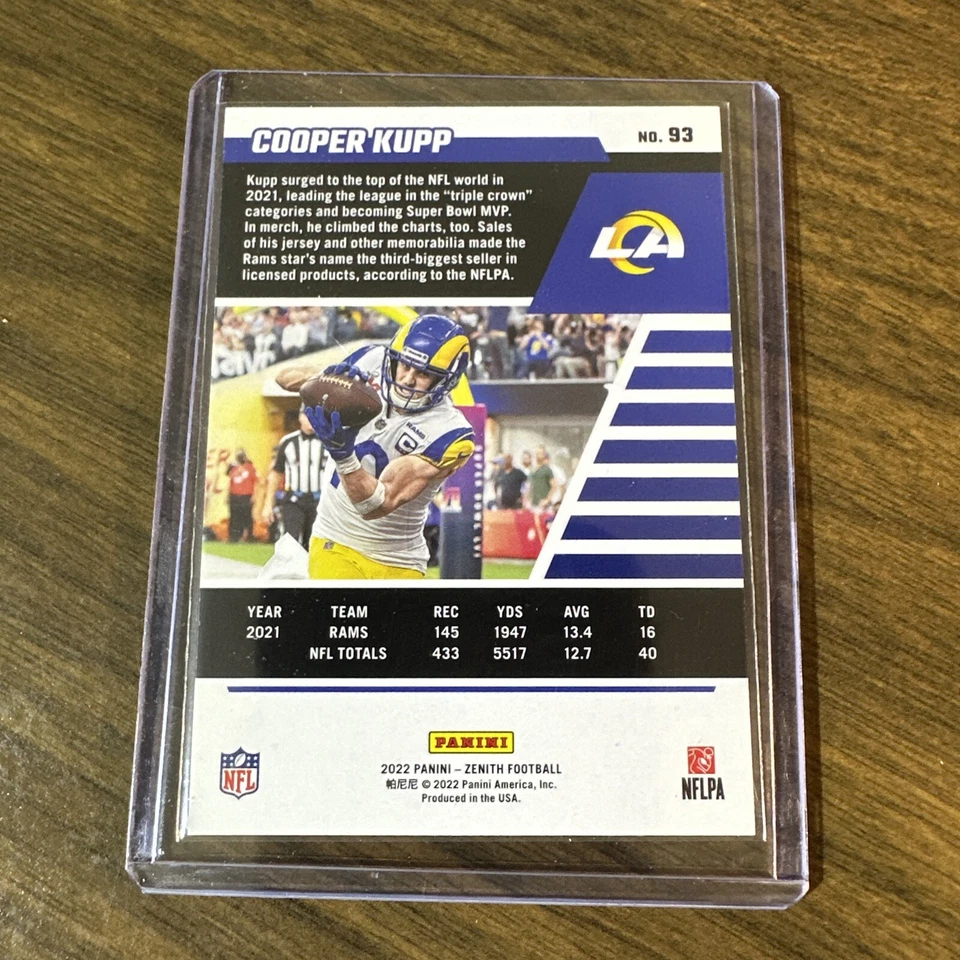 COOPER KUPP
NO. 93
Kupp surged to the top of the NFL world in
2021, leading the league in the “triple crown”
categories and becoming Super Bowl MVP.
In merch, he climbed the charts, too. Sales
of his jersey and other memorabilia made the
Rams star’s name the third-biggest seller in
licensed products, according to the NFLPA.
LA
RAMS
C
YEAR TEAM REC YDS AVG TD
2021 RAMS 145 1947 13.4 16
NFL TOTALS 433 5517 12.7 40
PANINI
NFL
2022 PANINI – ZENITH FOOTBALL
帕尼尼 © 2022 Panini America, Inc.
Produced in the USA.
NFLPA